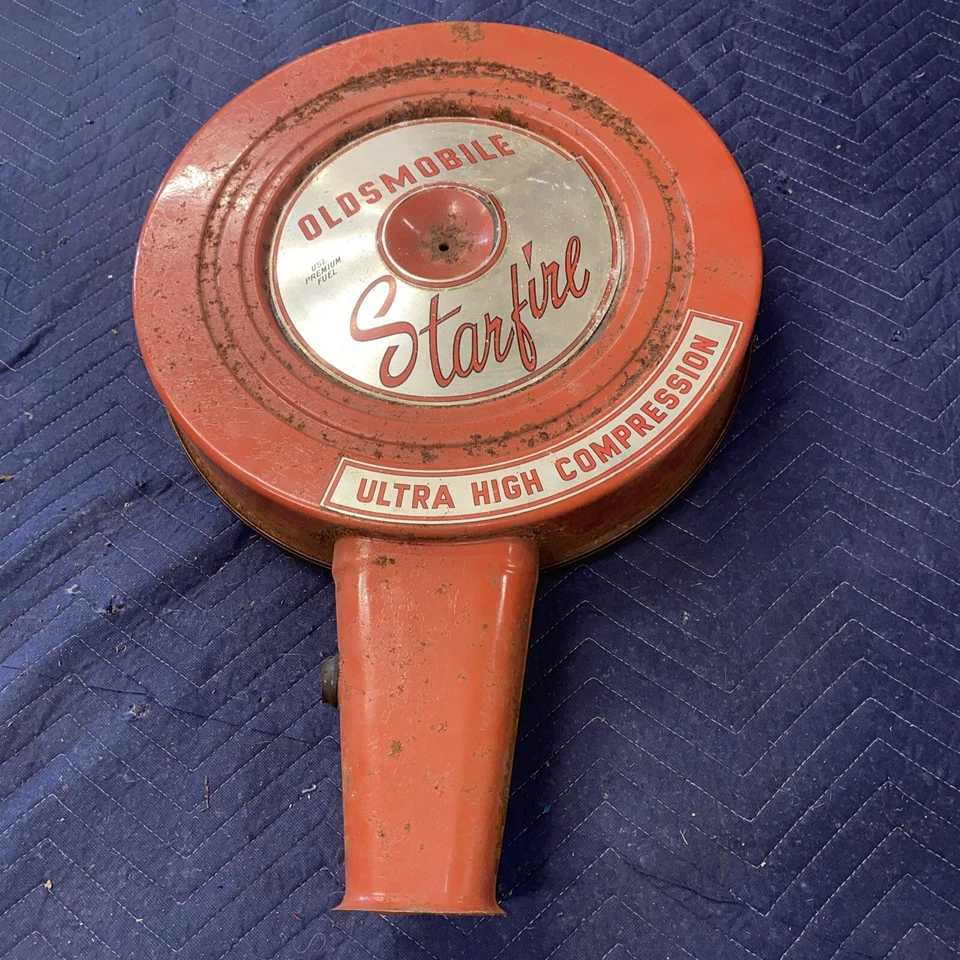 OLDSMOBILE
USE
PREMIUM
FUEL
Starfire
ULTRA HIGH COMPRESSION